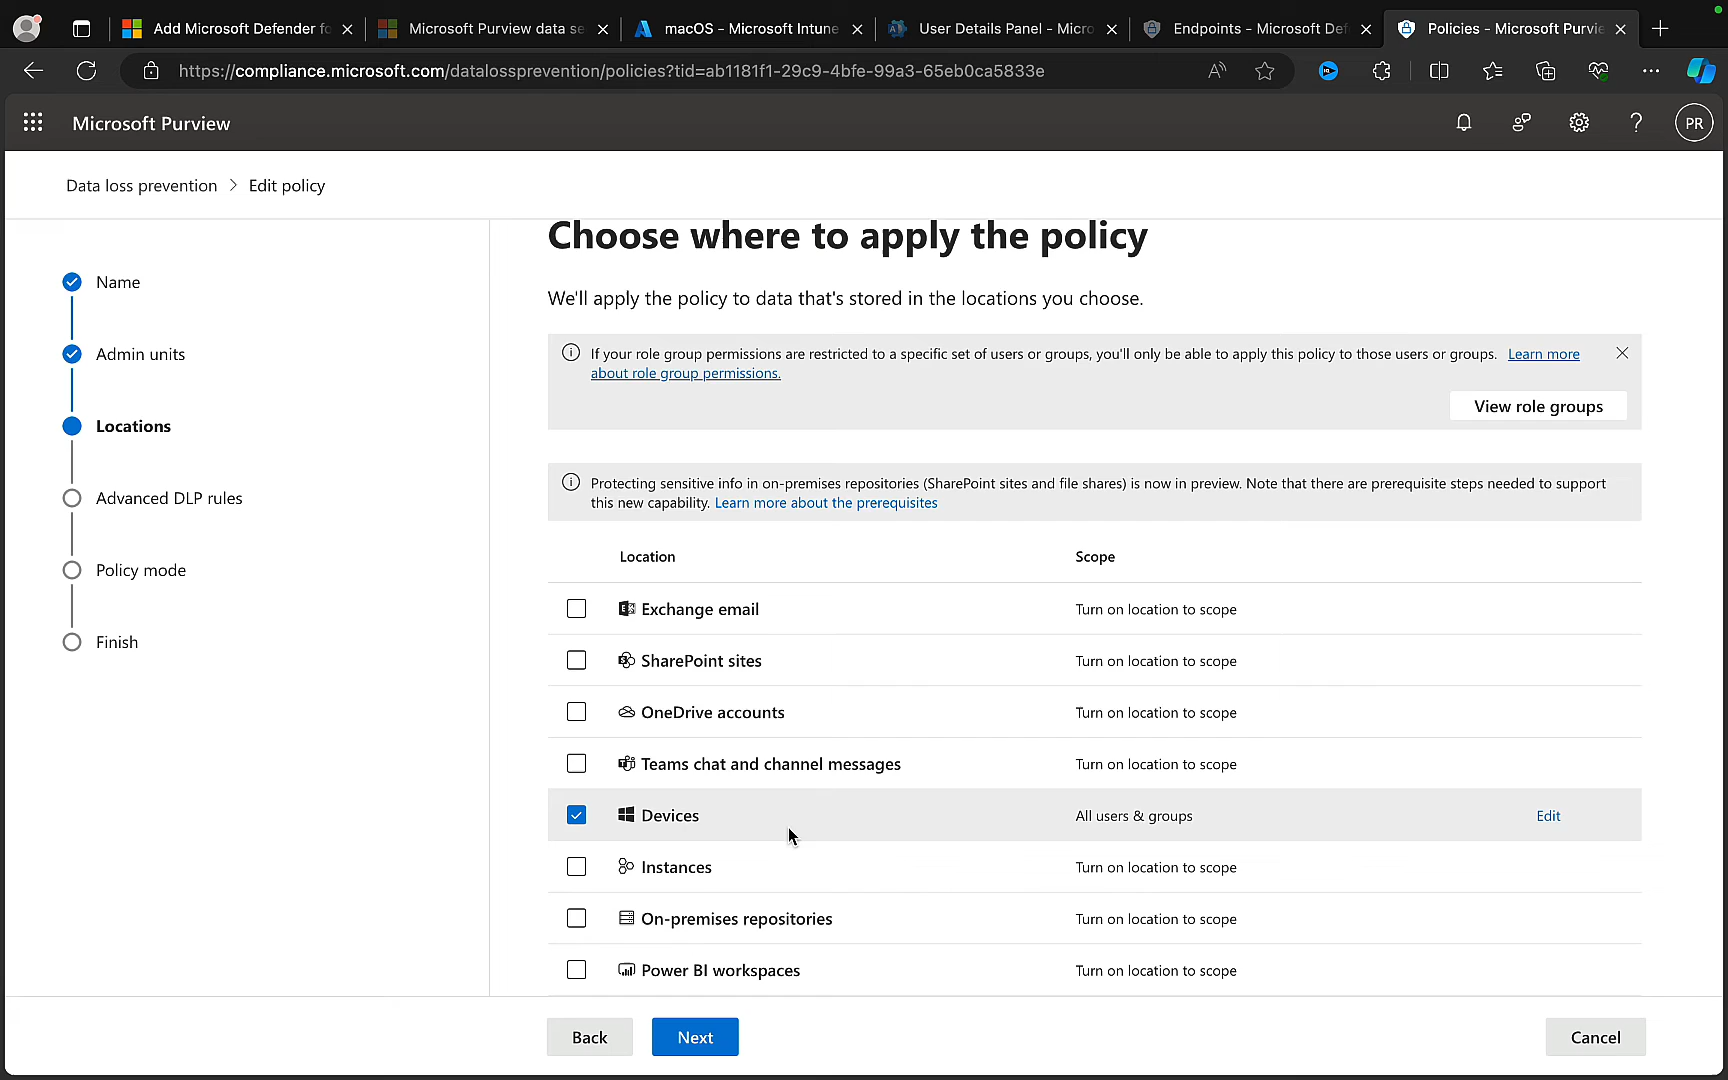 Add Microsoft Defender fo
Microsoft Purview data se
macOS - Microsoft Intune
User Details Panel - Micro
Endpoints - Microsoft Def
Policies - Microsoft Purvie
https://compliance.microsoft.com/datalossprevention/policies?tid=ab1181f1-29c9-4bfe-99a3-65eb0ca5833e
Microsoft Purview
PR
Data loss prevention > Edit policy
Choose where to apply the policy
Name
We'll apply the policy to data that's stored in the locations you choose.
Admin units
If your role group permissions are restricted to a specific set of users or groups, you'll only be able to apply this policy to those users or groups. Learn more
about role group permissions.
View role groups
Locations
Protecting sensitive info in on-premises repositories (SharePoint sites and file shares) is now in preview. Note that there are prerequisite steps needed to support
this new capability. Learn more about the prerequisites
Advanced DLP rules
Policy mode
Finish
Location Scope
Exchange email Turn on location to scope
SharePoint sites Turn on location to scope
OneDrive accounts Turn on location to scope
Teams chat and channel messages Turn on location to scope
Devices All users & groups Edit
Instances Turn on location to scope
On-premises repositories Turn on location to scope
Power BI workspaces Turn on location to scope
Back
Next
Cancel